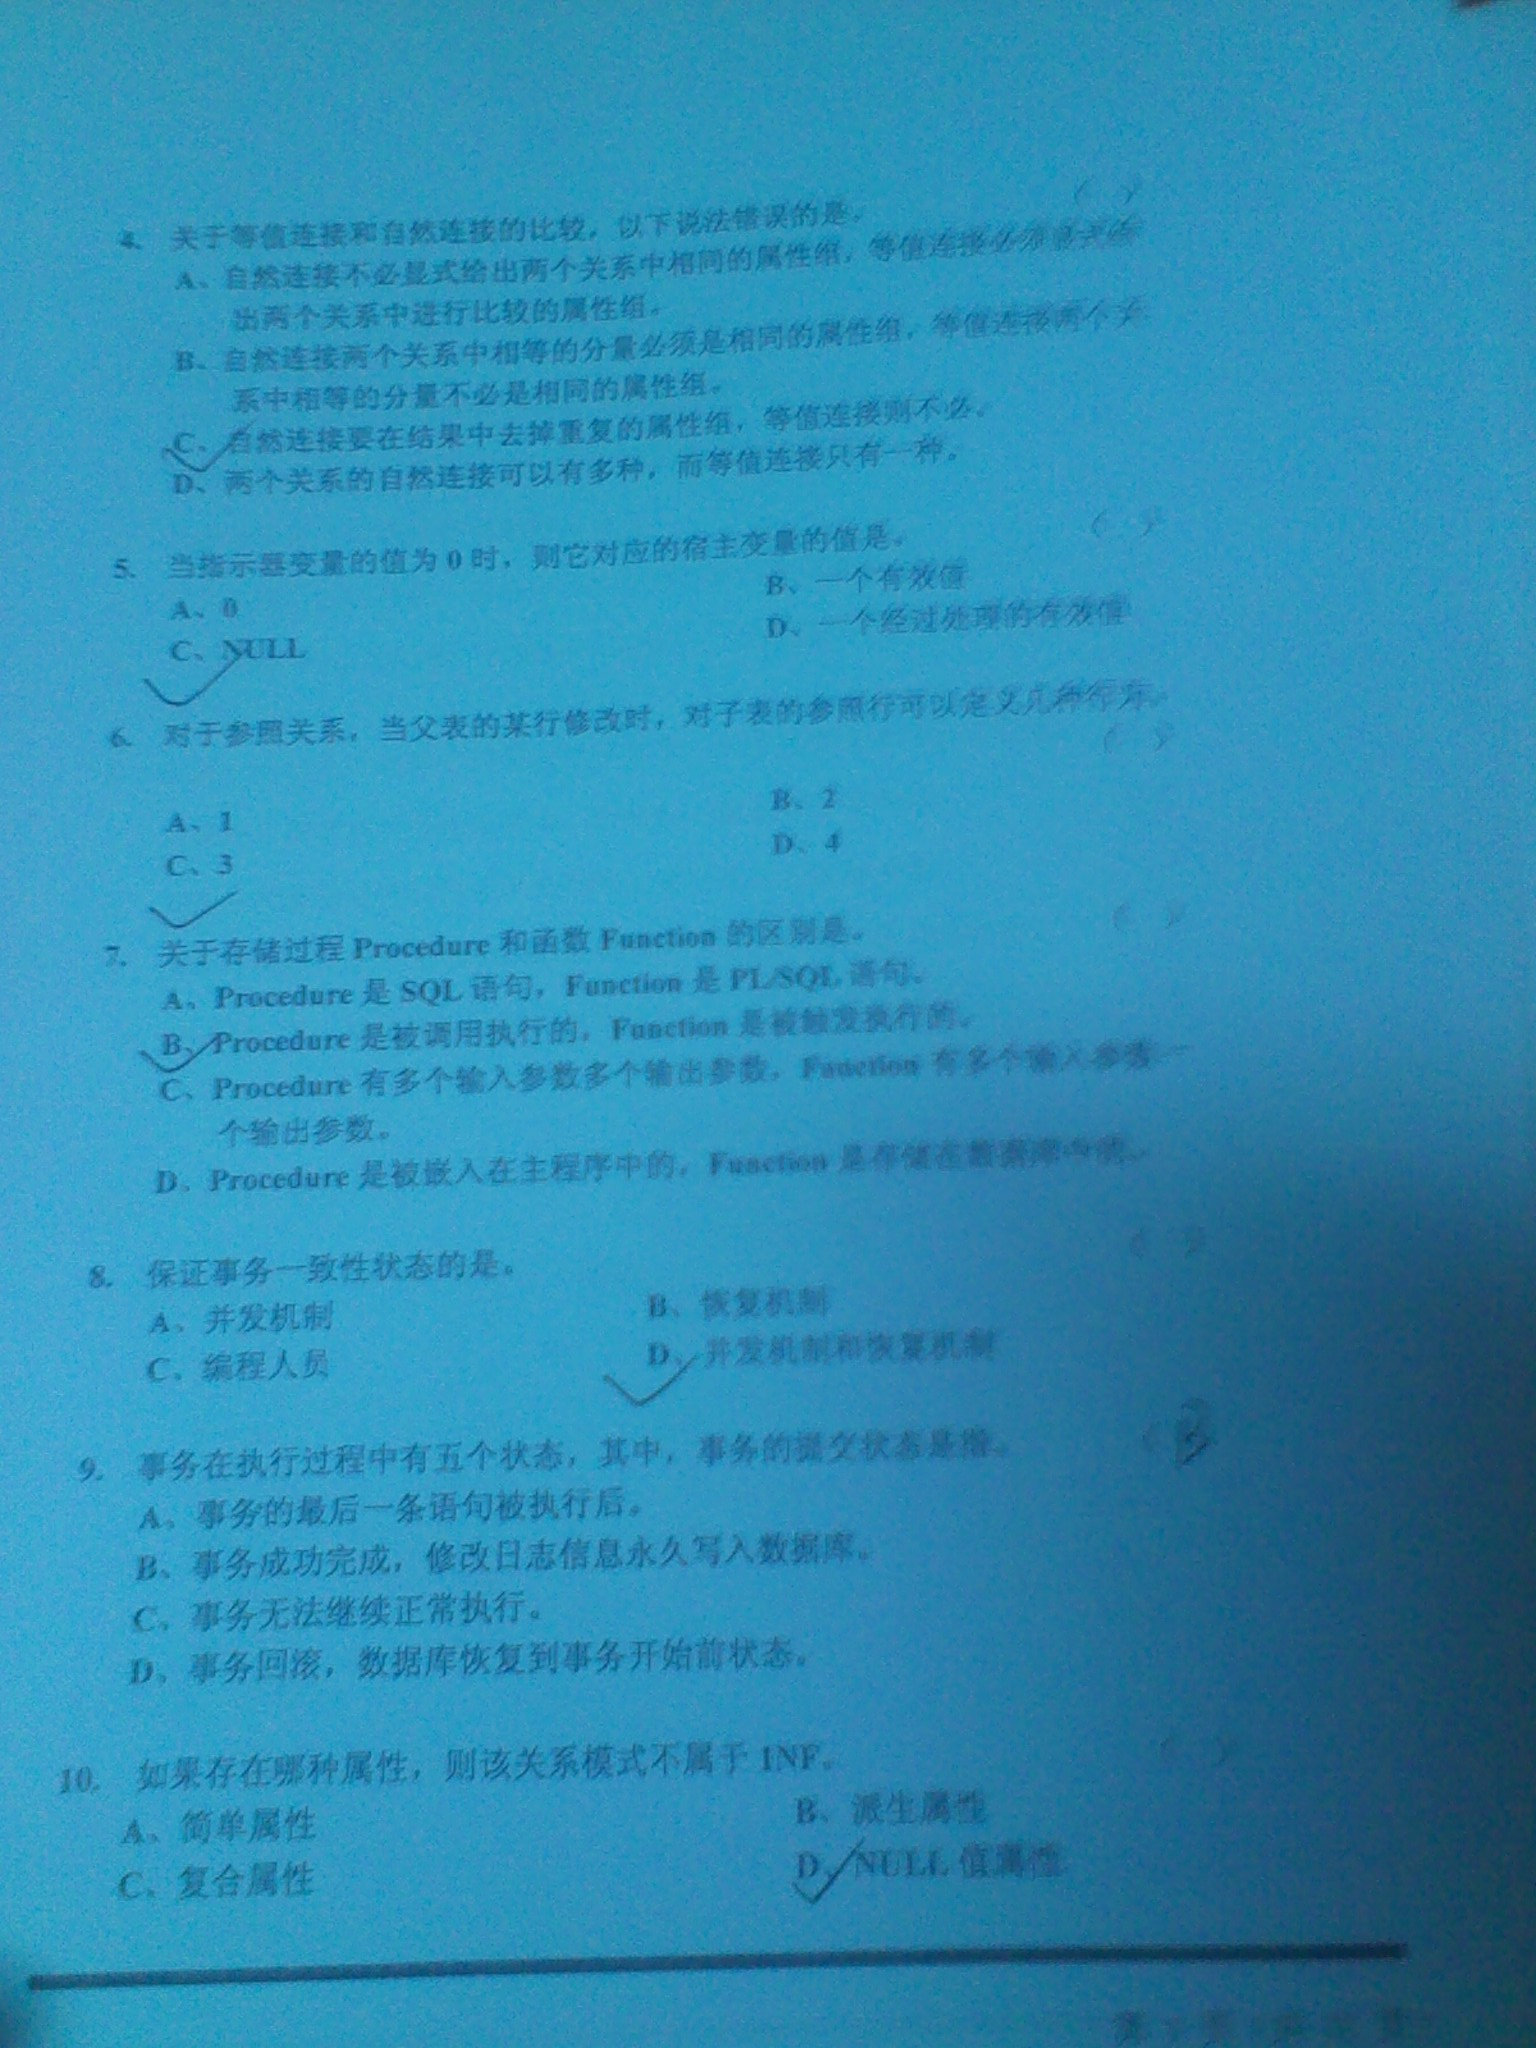 4. 关于等值连接和自然连接的比较，以下说法错误的是。 ( )
A、自然连接不必显式给出两个关系中相同的属性组，等值连接必须显式给
出两个关系中进行比较的属性组。
B、自然连接两个关系中相等的分量必须是相同的属性组，等值连接两个关
系中相等的分量不必是相同的属性组。
C、自然连接要在结果中去掉重复的属性组，等值连接则不必。
D、两个关系的自然连接可以有多种，而等值连接只有一种。
5. 当指示器变量的值为 0 时，则它对应的宿主变量的值是。 ( )
A、0 B、一个有效值
C、NULL D、一个经过处理的有效值
6. 对于参照关系，当父表的某行修改时，对子表的参照行可以定义几种行为。
( )
A、1 B、2
C、3 D、4
7. 关于存储过程 Procedure 和函数 Function 的区别是。 ( )
A、Procedure 是 SQL 语句，Function 是 PL/SQL 语句。
B、Procedure 是被调用执行的，Function 是被触发执行的。
C、Procedure 有多个输入参数多个输出参数，Function 有多个输入参数一
个输出参数。
D、Procedure 是被嵌入在主程序中的，Function 是存储在数据库中的。
8. 保证事务一致性状态的是。 ( )
A、并发机制 B、恢复机制
C、编程人员 D、并发机制和恢复机制
9. 事务在执行过程中有五个状态，其中，事务的提交状态是指。 ( B )
A、事务的最后一条语句被执行后。
B、事务成功完成，修改日志信息永久写入数据库。
C、事务无法继续正常执行。
D、事务回滚，数据库恢复到事务开始前状态。
10. 如果存在哪种属性，则该关系模式不属于 1NF。 ( )
A、简单属性 B、派生属性
C、复合属性 D、NULL 值属性